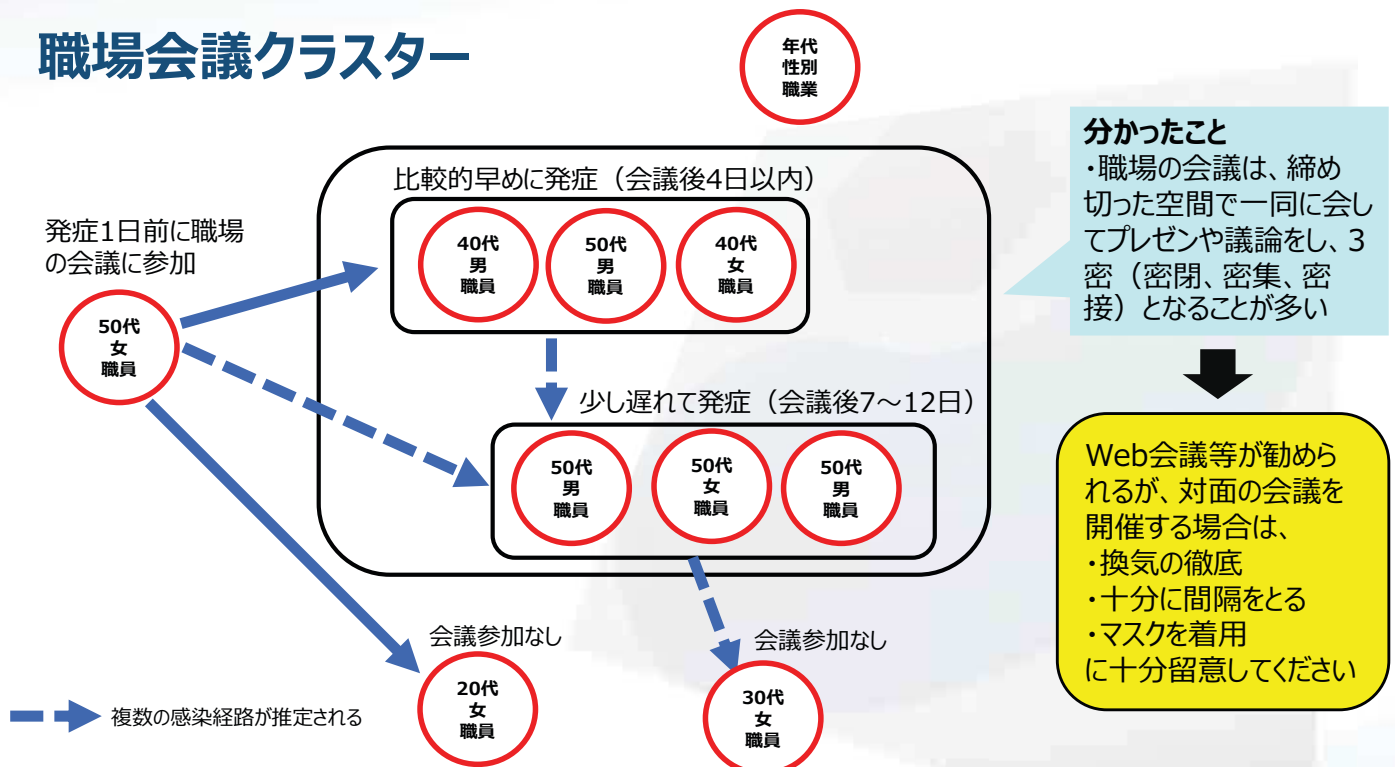 職場会議クラスター
年代
性別
職業
発症1日前に職場
の会議に参加
50代
女
職員
比較的早めに発症（会議後4日以内）
40代
男
職員
50代
男
職員
40代
女
職員
少し遅れて発症（会議後7～12日）
50代
男
職員
50代
女
職員
50代
男
職員
会議参加なし
20代
女
職員
会議参加なし
30代
女
職員
複数の感染経路が推定される
分かったこと
・職場の会議は、締め
切った空間で一同に会し
てプレゼンや議論をし、3
密（密閉、密集、密
接）となることが多い
Web会議等が勧めら
れるが、対面の会議を
開催する場合は、
・換気の徹底
・十分に間隔をとる
・マスクを着用
に十分留意してください